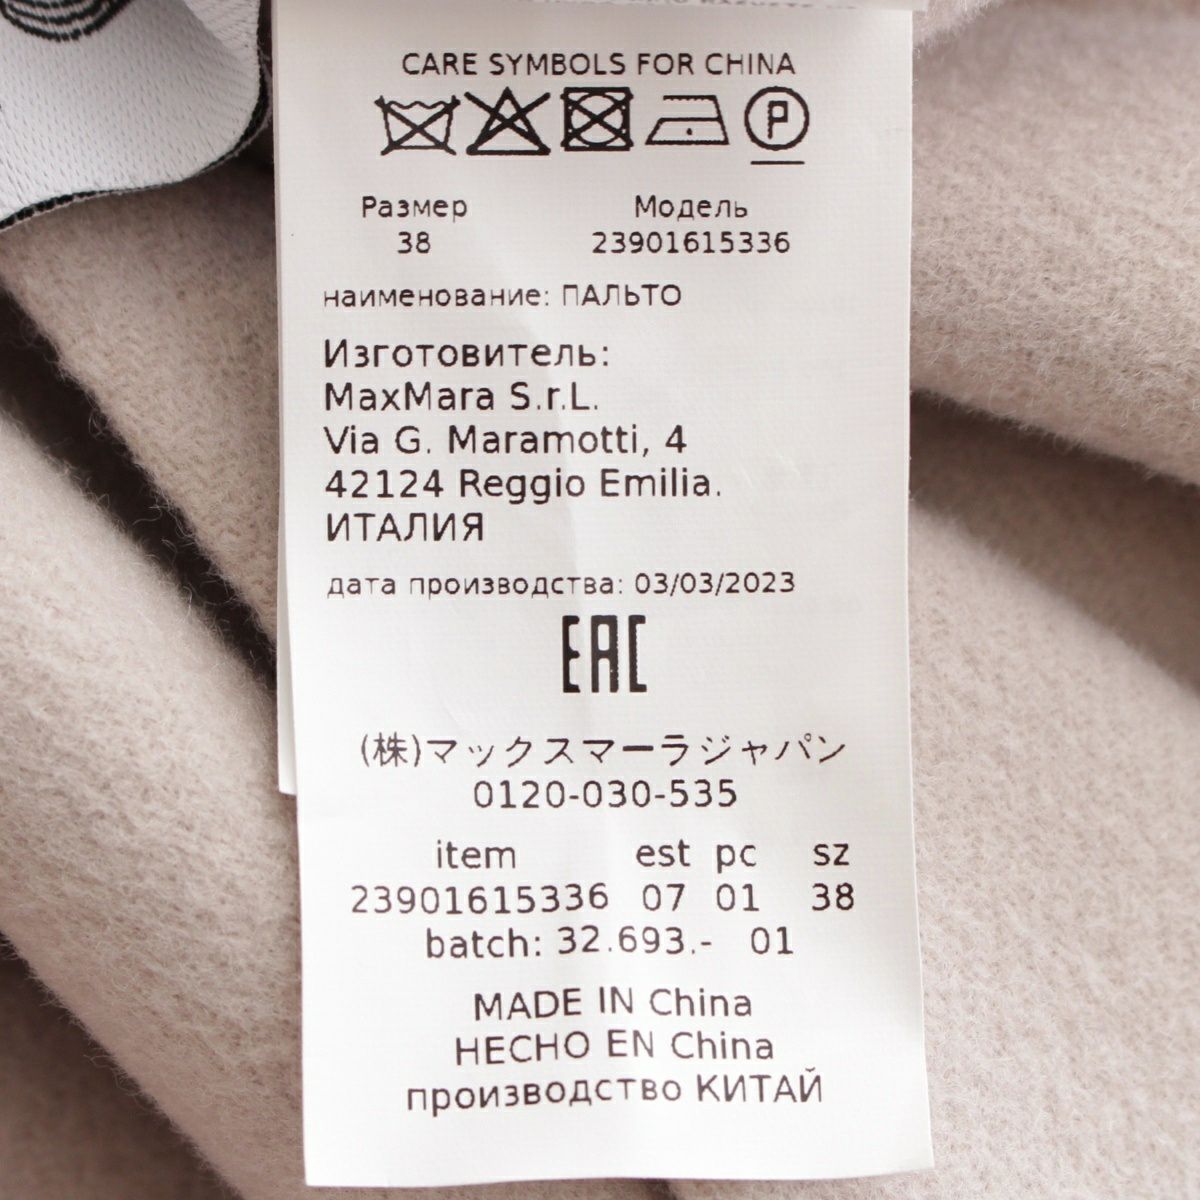 CARE SYMBOLS FOR CHINA
P
Размер Модель
38 23901615336
наименование: ПАЛЬТО
Изготовитель:
MaxMara S.r.L.
Via G. Maramotti, 4
42124 Reggio Emilia.
ИТАЛИЯ
дата производства: 03/03/2023
EAC
(株)マックスマーラジャパン
0120-030-535
item est pc sz
23901615336 07 01 38
batch: 32.693.- 01
MADE IN China
HECHO EN China
производство КИТАЙ